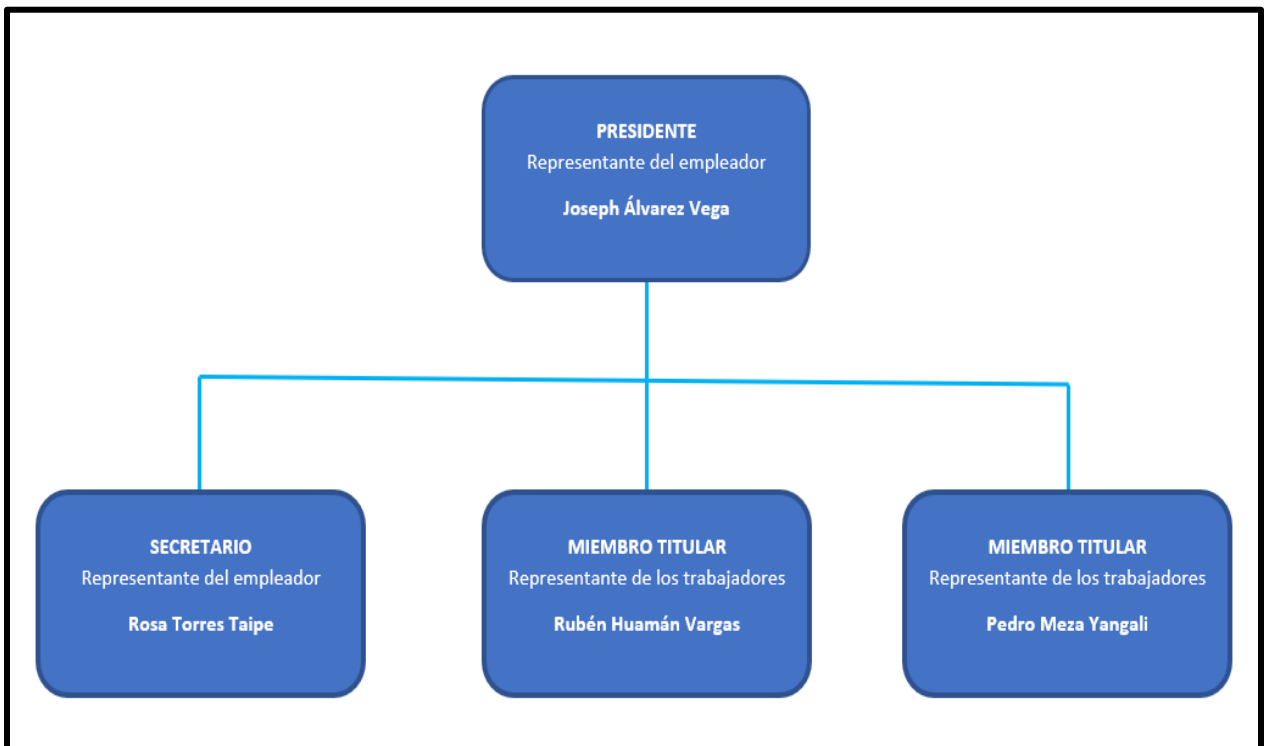 PRESIDENTE
Representante del empleador
Joseph Álvarez Vega
SECRETARIO
Representante del empleador
Rosa Torres Taipe
MIEMBRO TITULAR
Representante de los trabajadores
Rubén Huamán Vargas
MIEMBRO TITULAR
Representante de los trabajadores
Pedro Meza Yangali